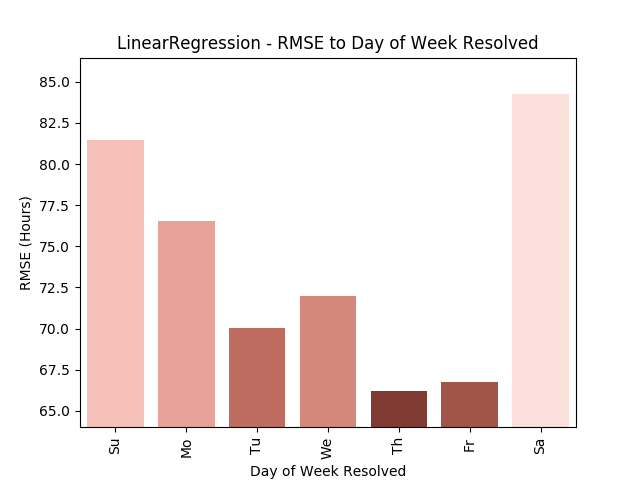 LinearRegression - RMSE to Day of Week Resolved
85.0
82.5
80.0
77.5
75.0
72.5
70.0
67.5
65.0
RMSE (Hours)
Su
Mo
Tu
We
Th
Fr
Sa
Day of Week Resolved